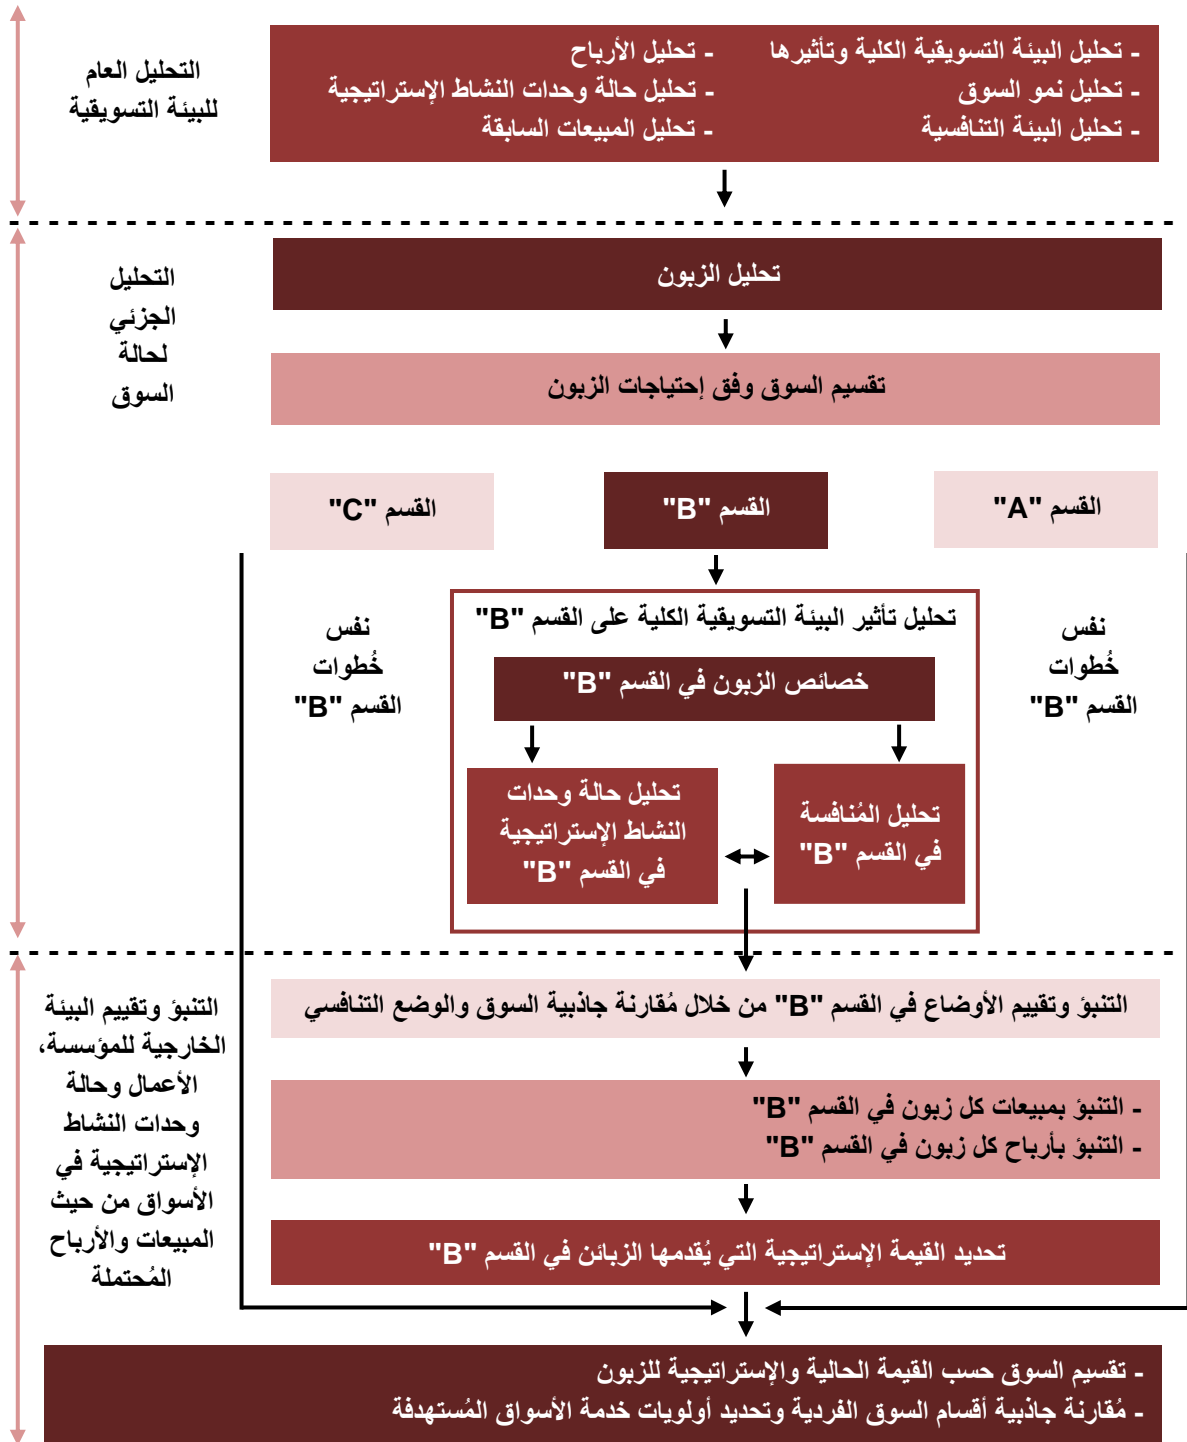 التحليل العام
للبيئة التسويقية
- تحليل البيئة التسويقية الكلية وتأثيرها
- تحليل نمو السوق
- تحليل البيئة التنافسية
- تحليل الأرباح
- تحليل حالة وحدات النشاط الإستراتيجية
- تحليل المبيعات السابقة
التحليل
الجزئي
لحالة
السوق
تحليل الزبون
تقسيم السوق وفق إحتياجات الزبون
القسم "A"
القسم "B"
القسم "C"
نفس
خُطوات
القسم "B"
تحليل تأثير البيئة التسويقية الكلية على القسم "B"
خصائص الزبون في القسم "B"
تحليل المُنافسة
في القسم "B"
تحليل حالة وحدات
النشاط الإستراتيجية
في القسم "B"
نفس
خُطوات
القسم "B"
التنبؤ وتقييم البيئة
الخارجية للمؤسسة،
الأعمال وحالة
وحدات النشاط
الإستراتيجية في
الأسواق من حيث
المبيعات والأرباح
المُحتملة
التنبؤ وتقييم الأوضاع في القسم "B" من خلال مُقارنة جاذبية السوق والوضع التنافسي
- التنبؤ بمبيعات كل زبون في القسم "B"
- التنبؤ بأرباح كل زبون في القسم "B"
تحديد القيمة الإستراتيجية التي يُقدمها الزبائن في القسم "B"
- تقسيم السوق حسب القيمة الحالية والإستراتيجية للزبون
- مُقارنة جاذبية أقسام السوق الفردية وتحديد أولويات خدمة الأسواق المُستهدفة